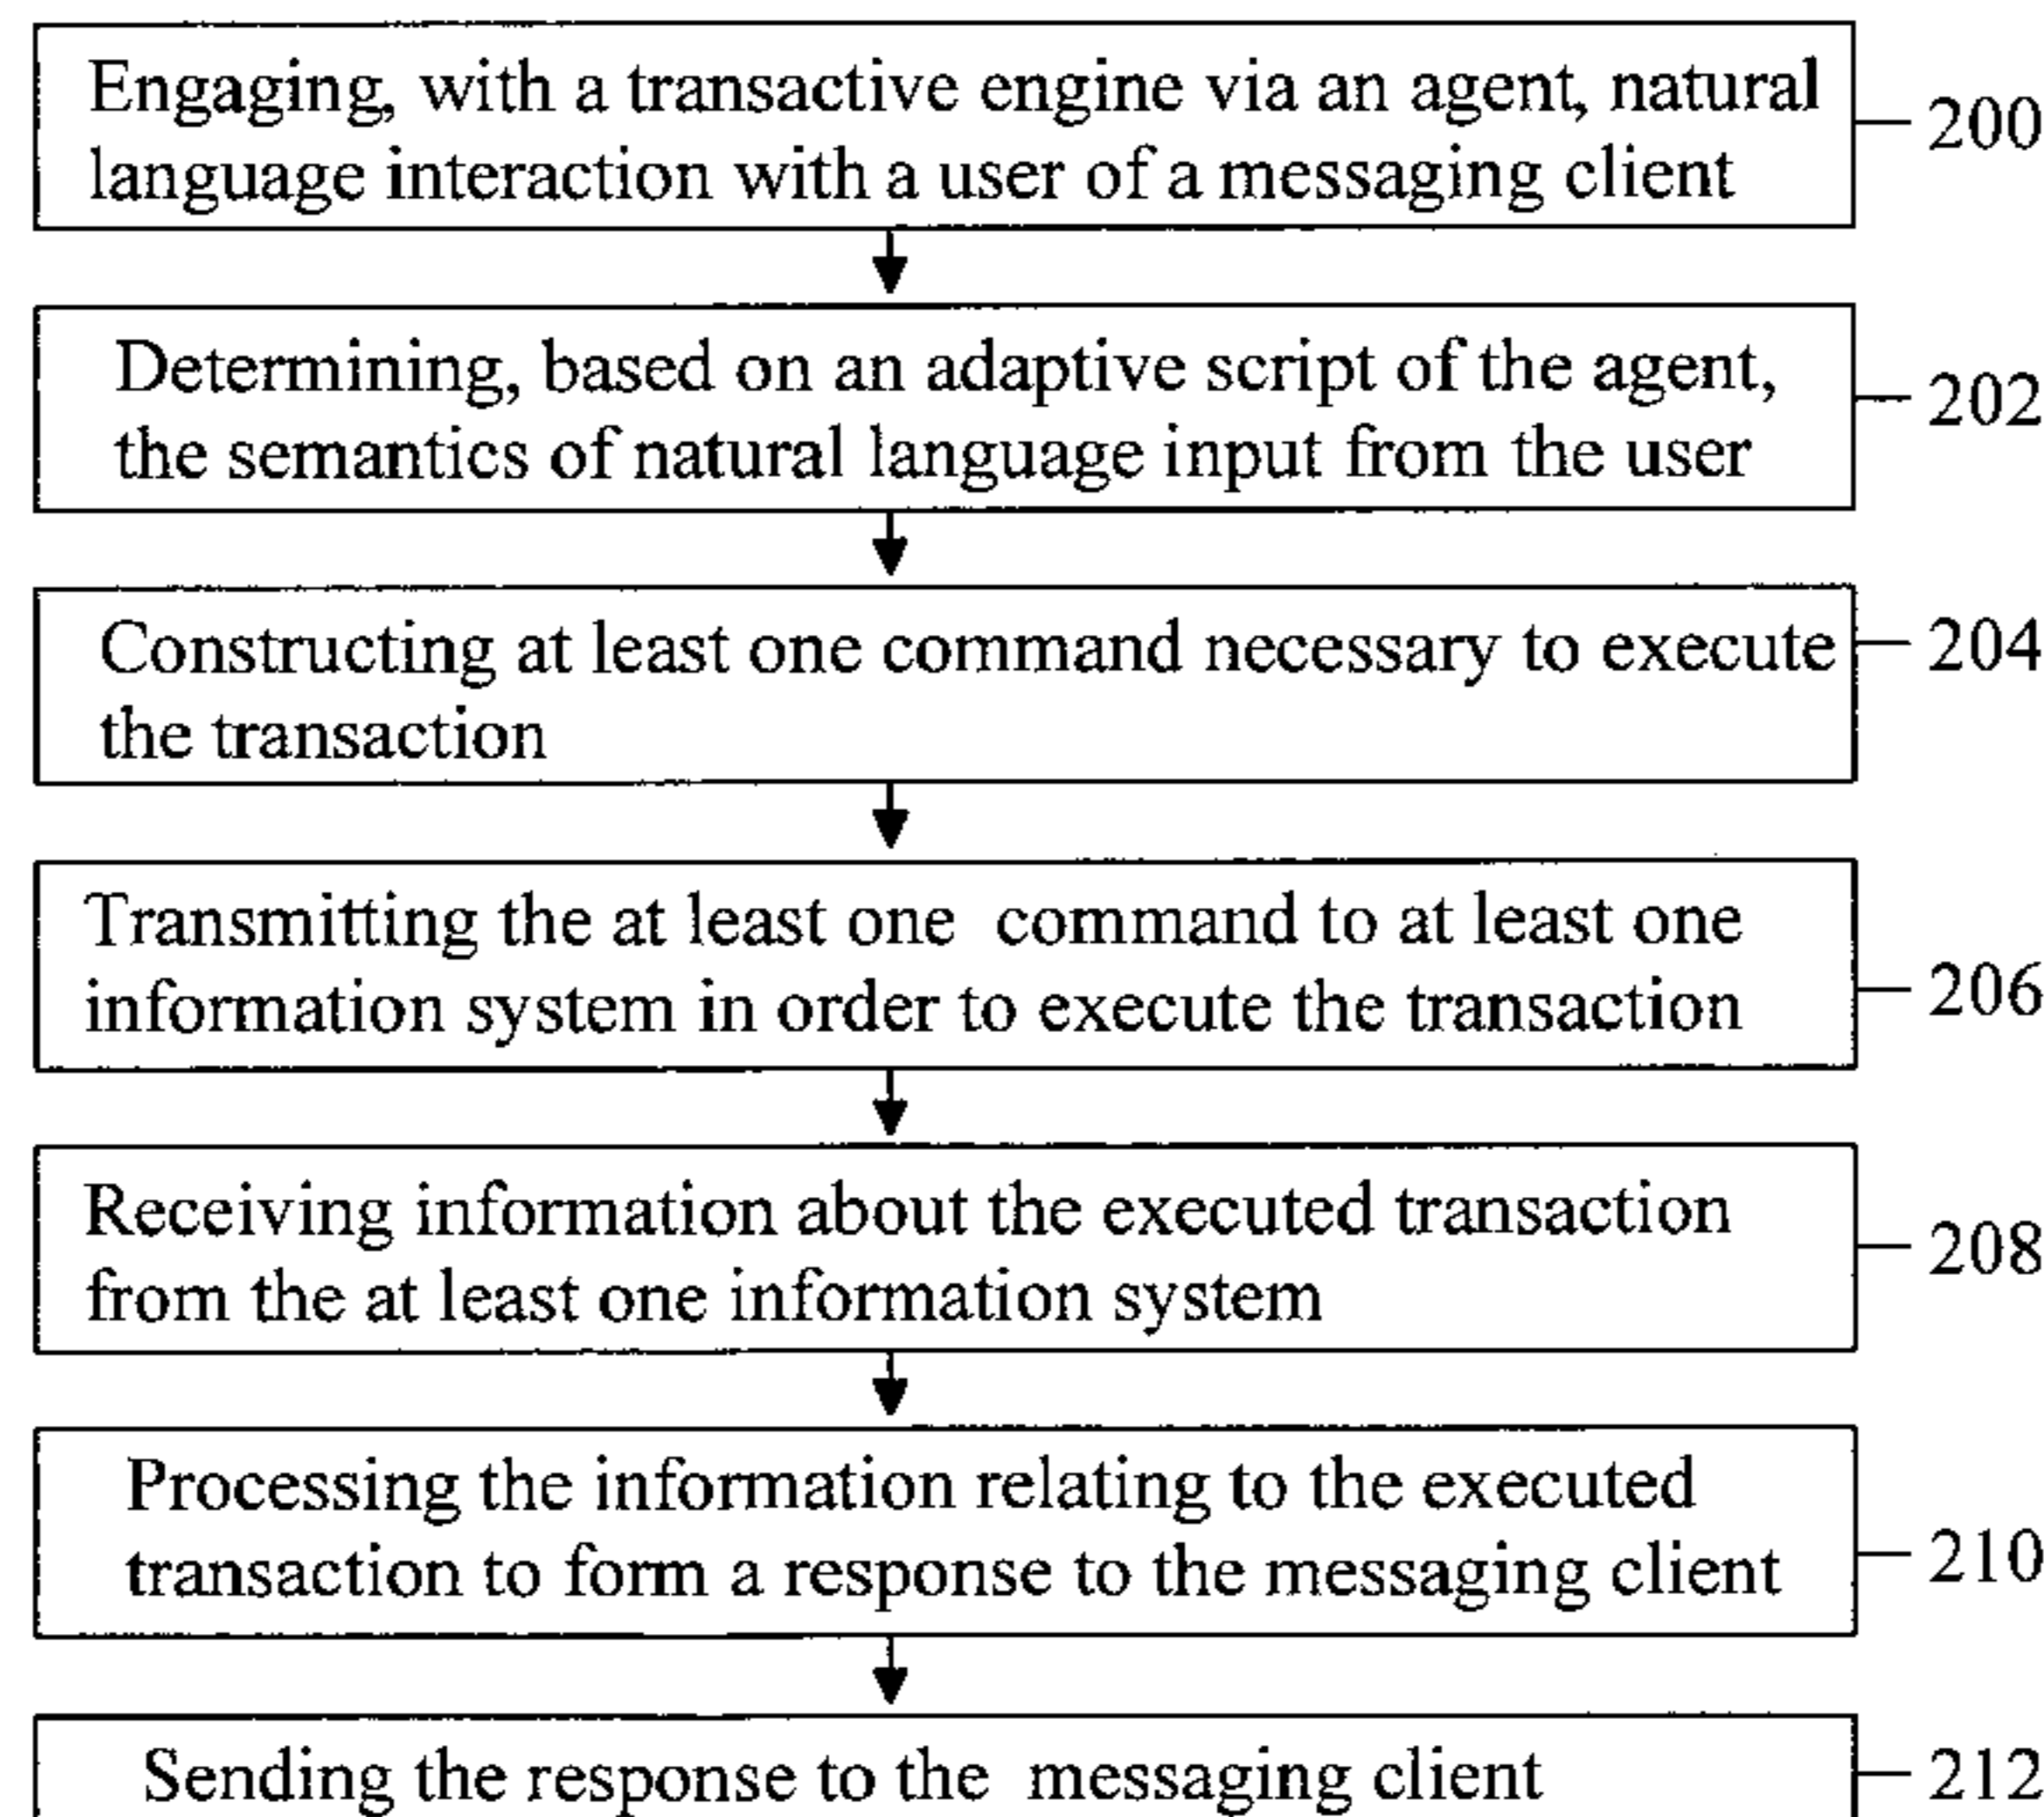 Engaging, with a transactive engine via an agent, natural
language interaction with a user of a messaging client
200
Determining, based on an adaptive script of the agent,
the semantics of natural language input from the user
202
Constructing at least one command necessary to execute
the transaction
204
Transmitting the at least one command to at least one
information system in order to execute the transaction
206
Receiving information about the executed transaction
from the at least one information system
208
Processing the information relating to the executed
transaction to form a response to the messaging client
210
Sending the response to the messaging client
212